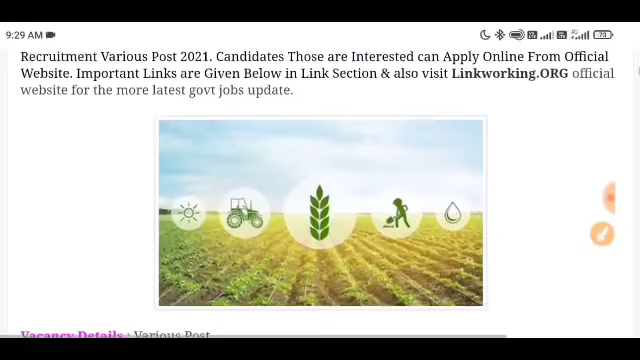 9:29 AM
4G
73
Recruitment Various Post 2021. Candidates Those are Interested can Apply Online From Official
Website. Important Links are Given Below in Link Section & also visit Linkworking.ORG official
website for the more latest govt jobs update.
Vacancy Details : Various Post